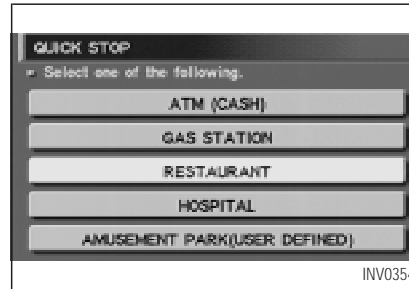 QUICK STOP
Select one of the following.
ATM (CASH)
GAS STATION
RESTAURANT
HOSPITAL
AMUSEMENT PARK(USER DEFINED)